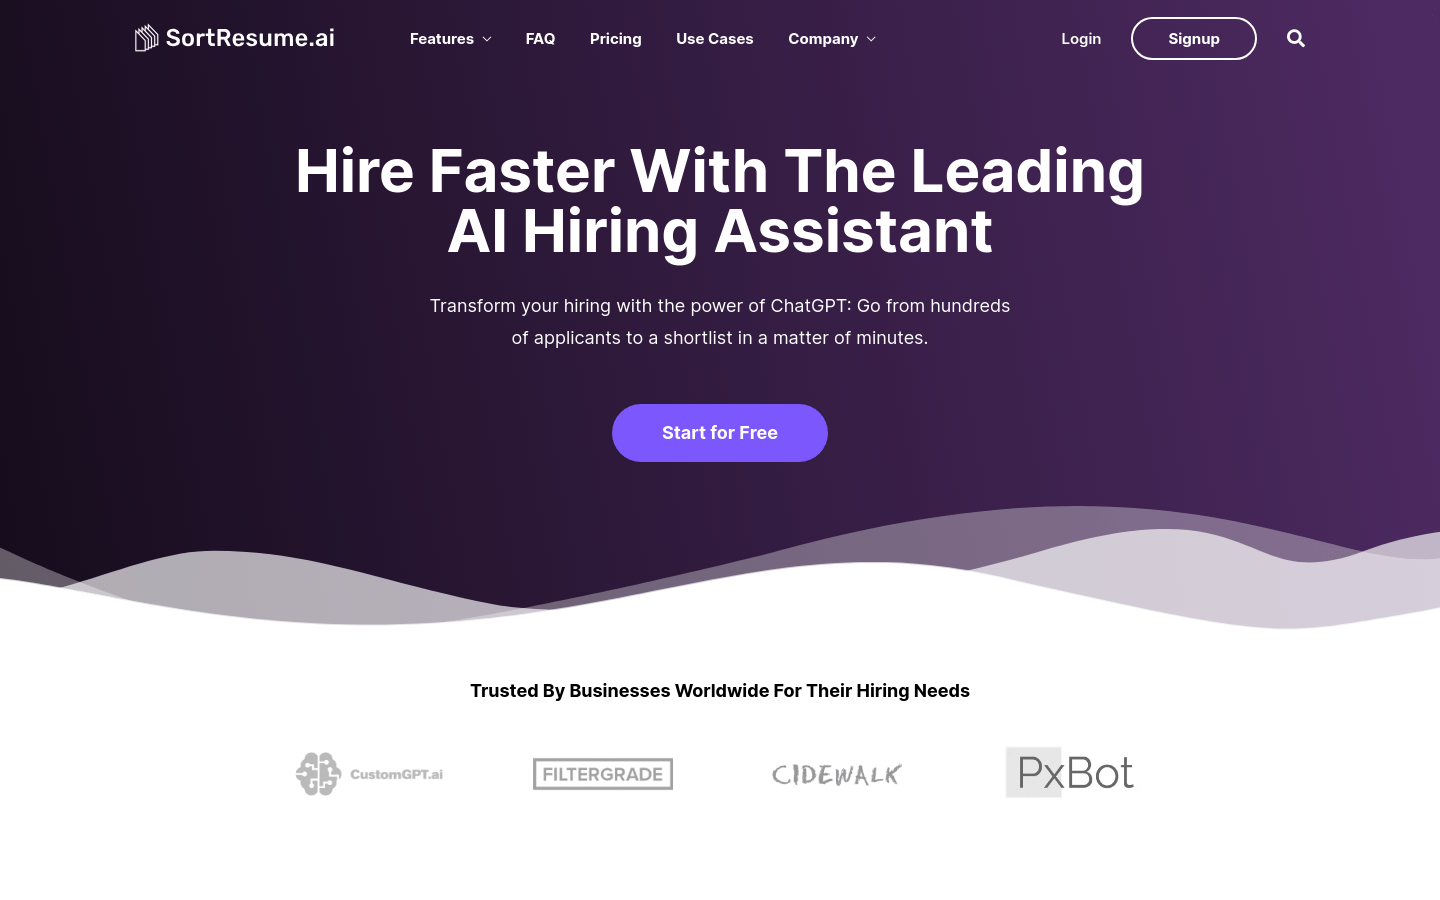 SortResume.ai
Features
FAQ
Pricing
Use Cases
Company
Login
Signup
Hire Faster With The Leading
AI Hiring Assistant
Transform your hiring with the power of ChatGPT: Go from hundreds
of applicants to a shortlist in a matter of minutes.
Start for Free
Trusted By Businesses Worldwide For Their Hiring Needs
CustomGPT.ai
FILTERGRADE
CIDEWALK
PxBot